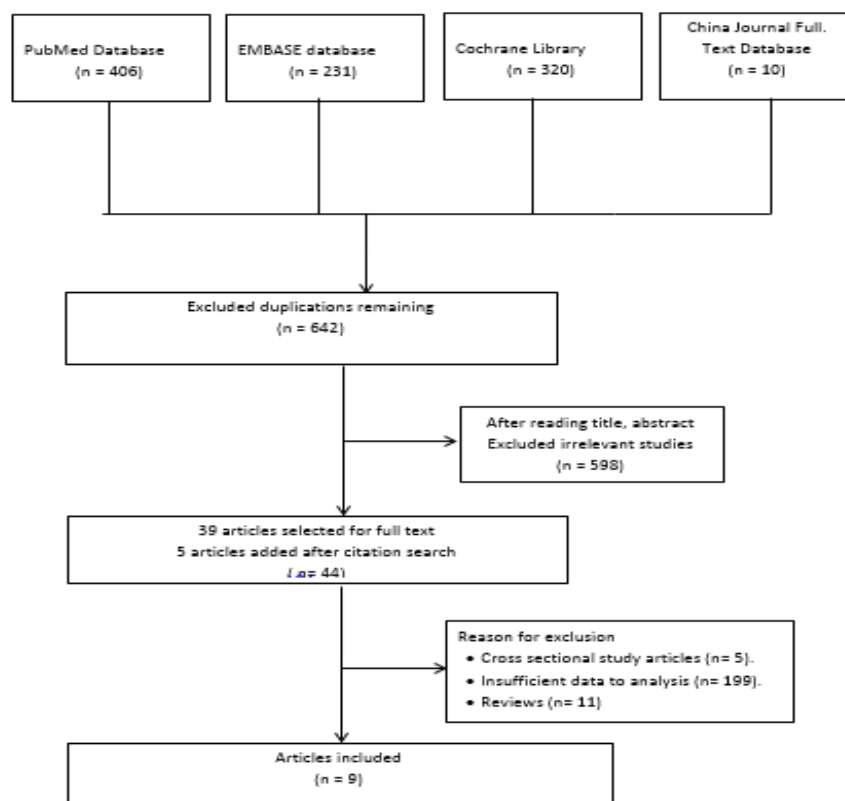 PubMed Database
(n = 406)
EMBASE database
(n = 231)
Cochrane Library
(n = 320)
China Journal Full.
Text Database
(n = 10)
Excluded duplications remaining
(n = 642)
After reading title, abstract
Excluded irrelevant studies
(n = 598)
39 articles selected for full text
5 articles added after citation search
(n= 44)
Reason for exclusion
• Cross sectional study articles (n= 5).
• Insufficient data to analysis (n= 199).
• Reviews (n= 11)
Articles included
(n = 9)